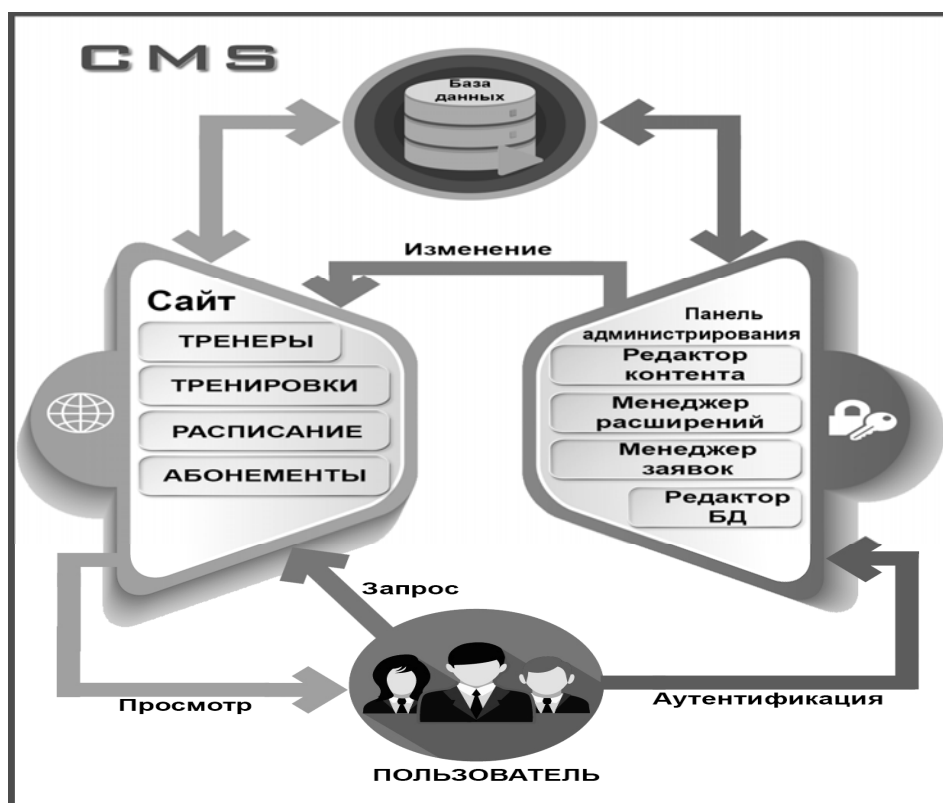 CMS
База
данных
Изменение
Сайт
ТРЕНЕРЫ
ТРЕНИРОВКИ
РАСПИСАНИЕ
АБОНЕМЕНТЫ
Панель
администрирования
Редактор
контента
Менеджер
расширений
Менеджер
заявок
Редактор
БД
Запрос
Просмотр
Аутентификация
ПОЛЬЗОВАТЕЛЬ